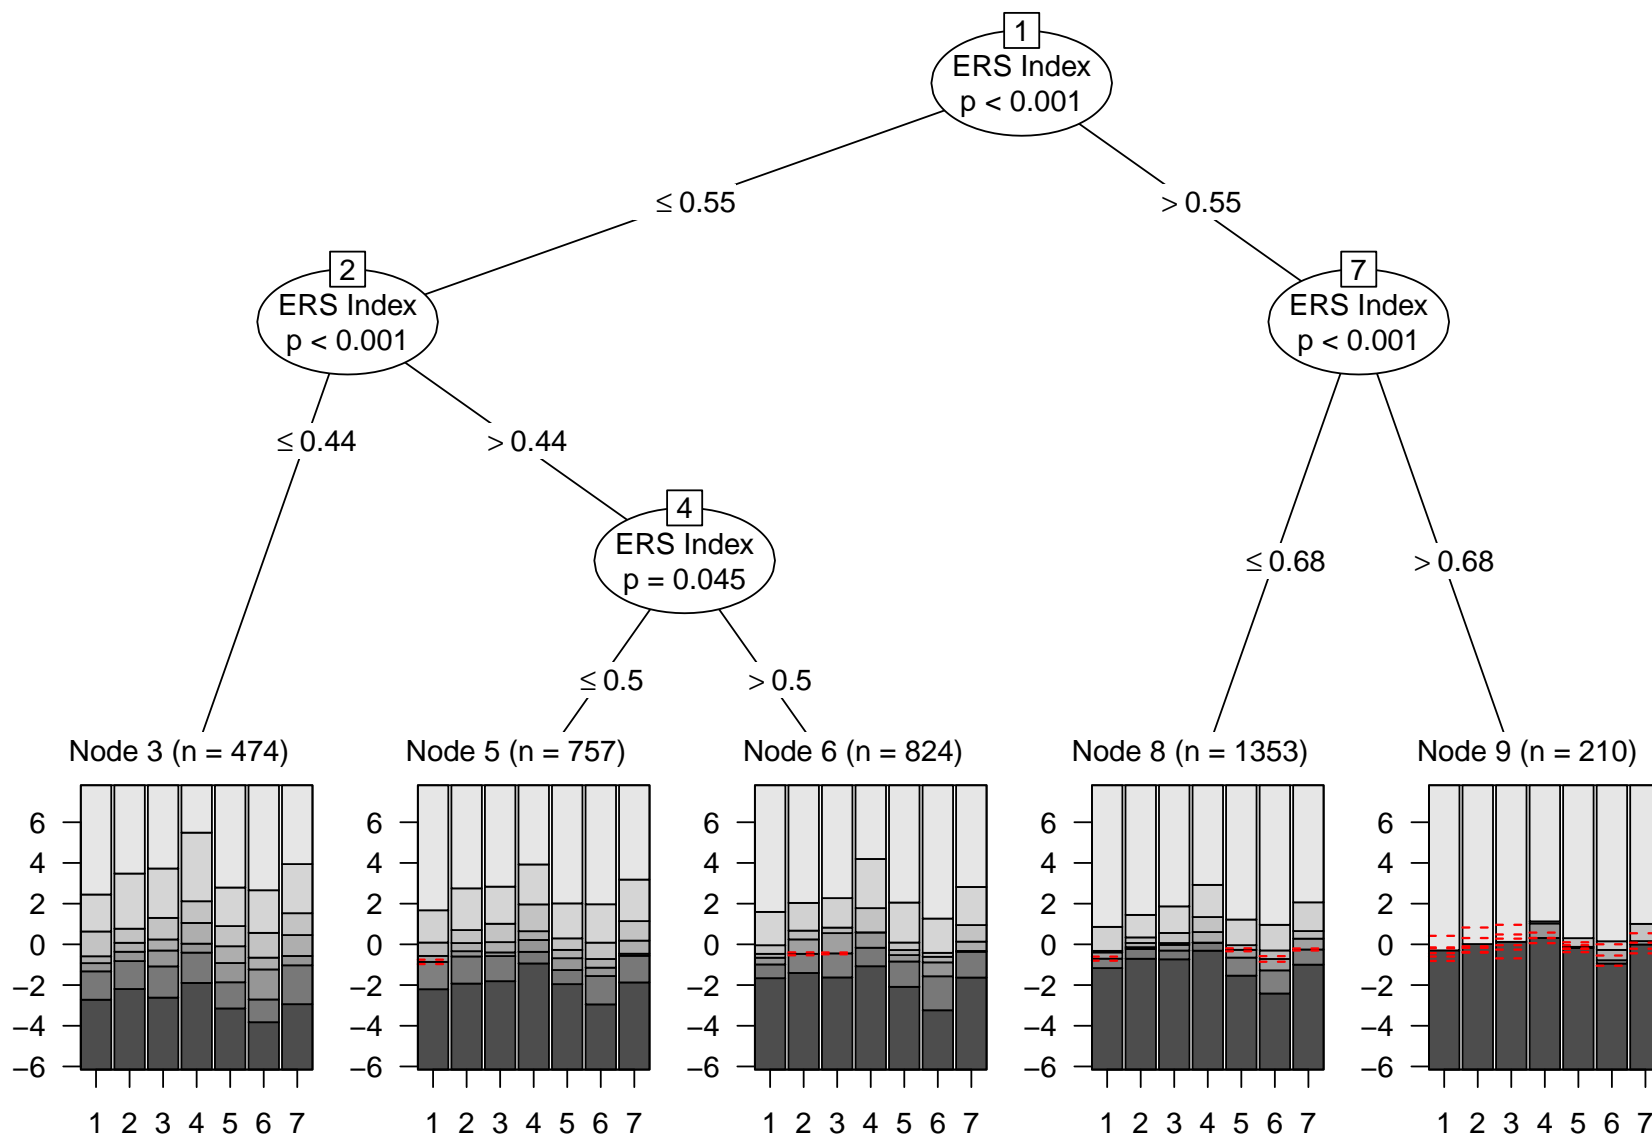 1
ERS Index
p < 0.001
≤ 0.55
> 0.55
2
ERS Index
p < 0.001
7
ERS Index
p < 0.001
≤ 0.44
> 0.44
4
ERS Index
p = 0.045
≤ 0.68
> 0.68
≤ 0.5
> 0.5
Node 3 (n = 474)
6
4
2
0
−2
−4
−6
1 2 3 4 5 6 7
Node 5 (n = 757)
6
4
2
0
−2
−4
−6
1 2 3 4 5 6 7
Node 6 (n = 824)
6
4
2
0
−2
−4
−6
1 2 3 4 5 6 7
Node 8 (n = 1353)
6
4
2
0
−2
−4
−6
1 2 3 4 5 6 7
Node 9 (n = 210)
6
4
2
0
−2
−4
−6
1 2 3 4 5 6 7